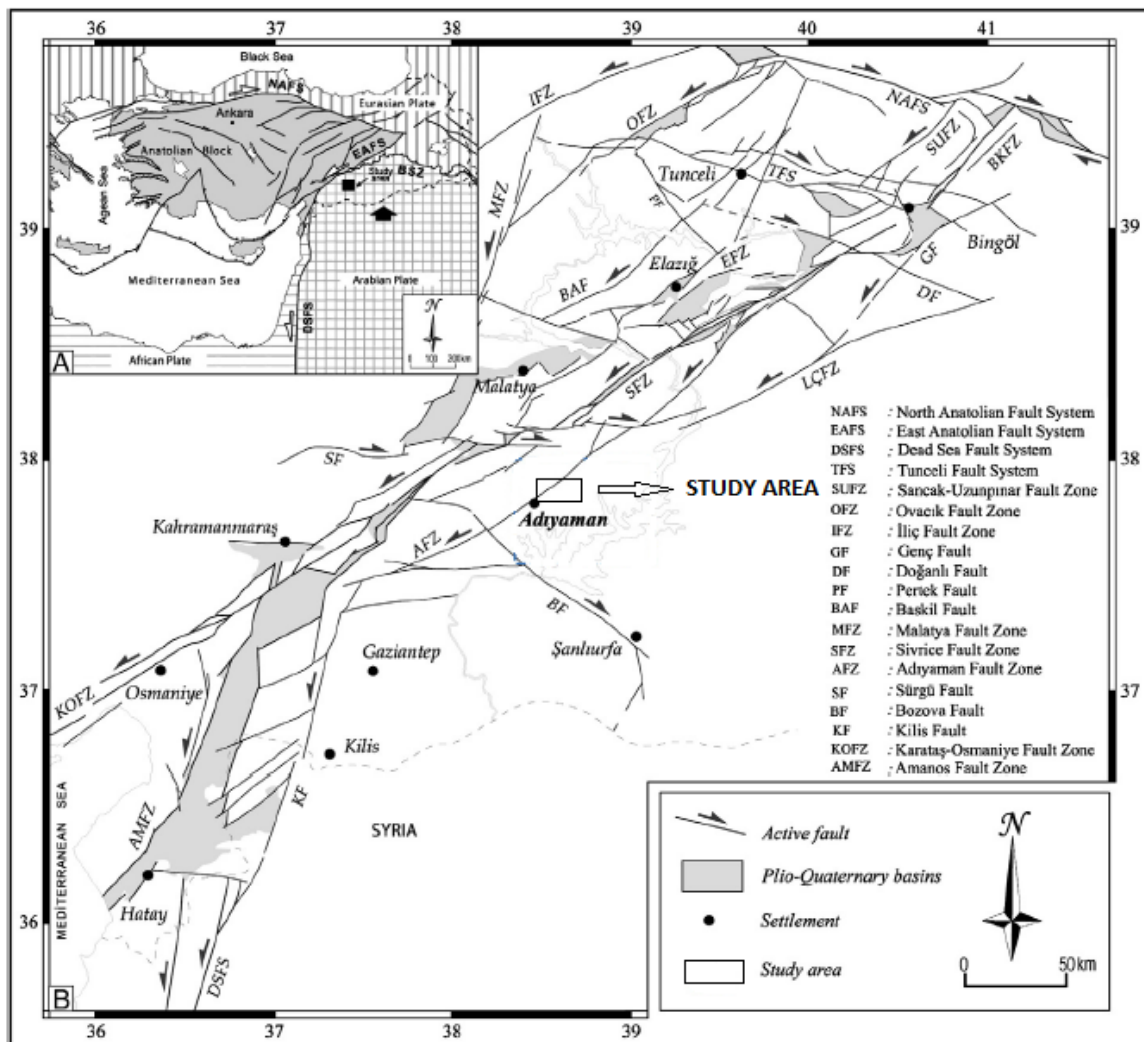 36 37 38 39 40 41
Black Sea
NAFS
Eurasian Plate
Ankara
Anatolian Block
EAFS
BSZ
Study area
Agean Sea
Mediterranean Sea
Arabian Plate
DSFS
African Plate
N
0 100 200km
A
IFZ
OFZ
NAFS
SUFZ
BKFZ
MFZ
Tunceli
TFS
PF
Bingöl
GF
Elazığ
EFZ
BAF
DF
39
39
Malatya
SFZ
LÇFZ
SF
38
38
STUDY AREA
Adıyaman
Kahramanmaraş
AFZ
BF
Şanlıurfa
Gaziantep
Osmaniye
KOFZ
37
37
Kilis
KF
AMFZ
SYRIA
MEDİTERRANEAN SEA
Hatay
36
DSFS
B
NAFS : North Anatolian Fault System
EAFS : East Anatolian Fault System
DSFS : Dead Sea Fault System
TFS : Tunceli Fault System
SUFZ : Sancak-Uzunpınar Fault Zone
OFZ : Ovacık Fault Zone
IFZ : İliç Fault Zone
GF : Genç Fault
DF : Doğanlı Fault
PF : Pertek Fault
BAF : Baskil Fault
MFZ : Malatya Fault Zone
SFZ : Sivrice Fault Zone
AFZ : Adıyaman Fault Zone
SF : Sürgü Fault
BF : Bozova Fault
KF : Kilis Fault
KOFZ : Karataş-Osmaniye Fault Zone
AMFZ : Amanos Fault Zone
Active fault
Plio-Quaternary basins
Settlement
Study area
N
0 50 km
36 37 38 39